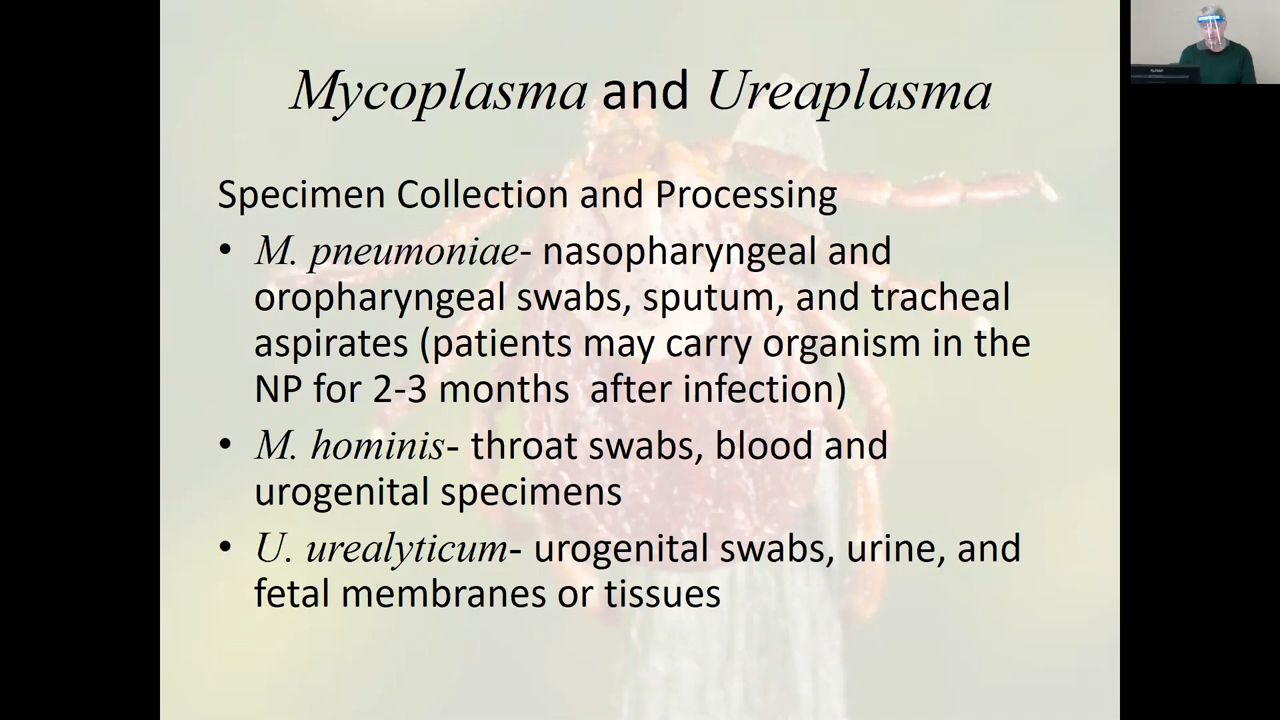 Mycoplasma and Ureaplasma
Specimen Collection and Processing
• M. pneumoniae- nasopharyngeal and
oropharyngeal swabs, sputum, and tracheal
aspirates (patients may carry organism in the
NP for 2-3 months  after infection)
• M. hominis- throat swabs, blood and
urogenital specimens
• U. urealyticum- urogenital swabs, urine, and
fetal membranes or tissues